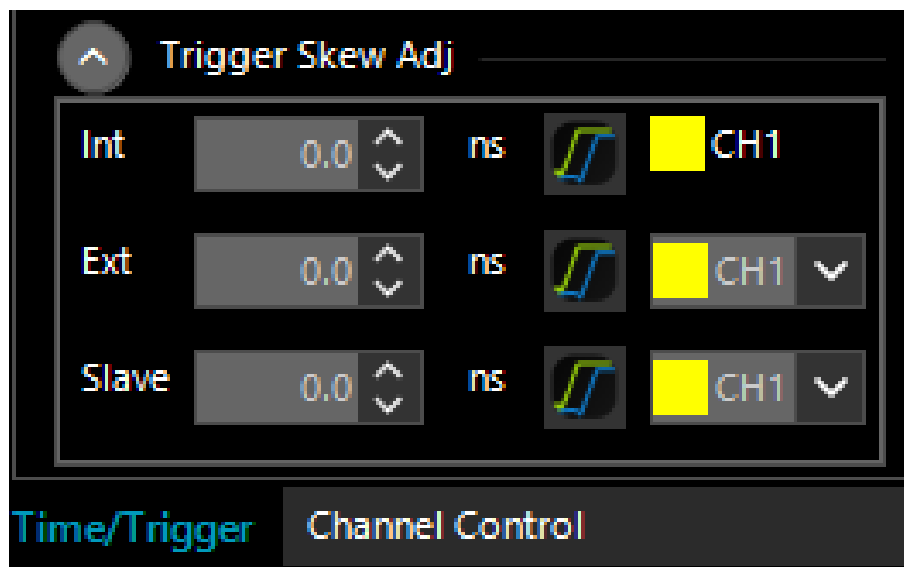 Trigger Skew Adj
Int 0.0 ns CH1
Ext 0.0 ns CH1
Slave 0.0 ns CH1
Time/Trigger Channel Control